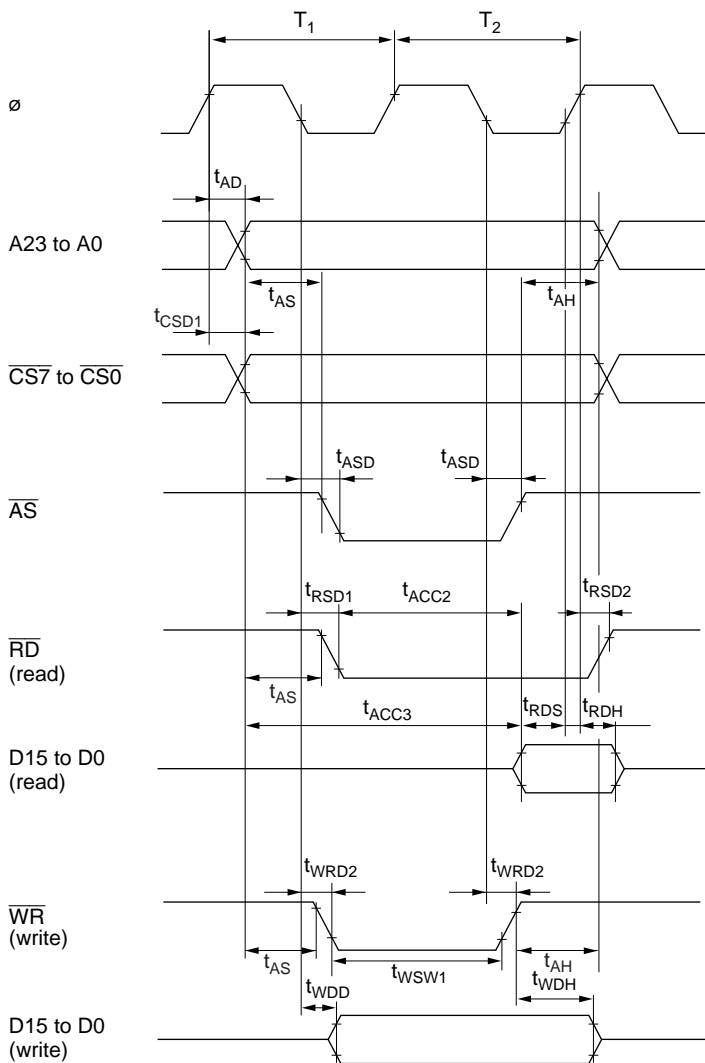 T1 T2
ø
tAD
A23 to A0
tAS tAH
tCSD1
CS7 to CS0
tASD tASD
AS
tRSD1 tACC2 tRSD2
RD
(read)
tAS
tACC3 tRDS tRDH
D15 to D0
(read)
tWRD2 tWRD2
WR
(write)
tAS tWSW1 tAH
tWDD tWDH
D15 to D0
(write)